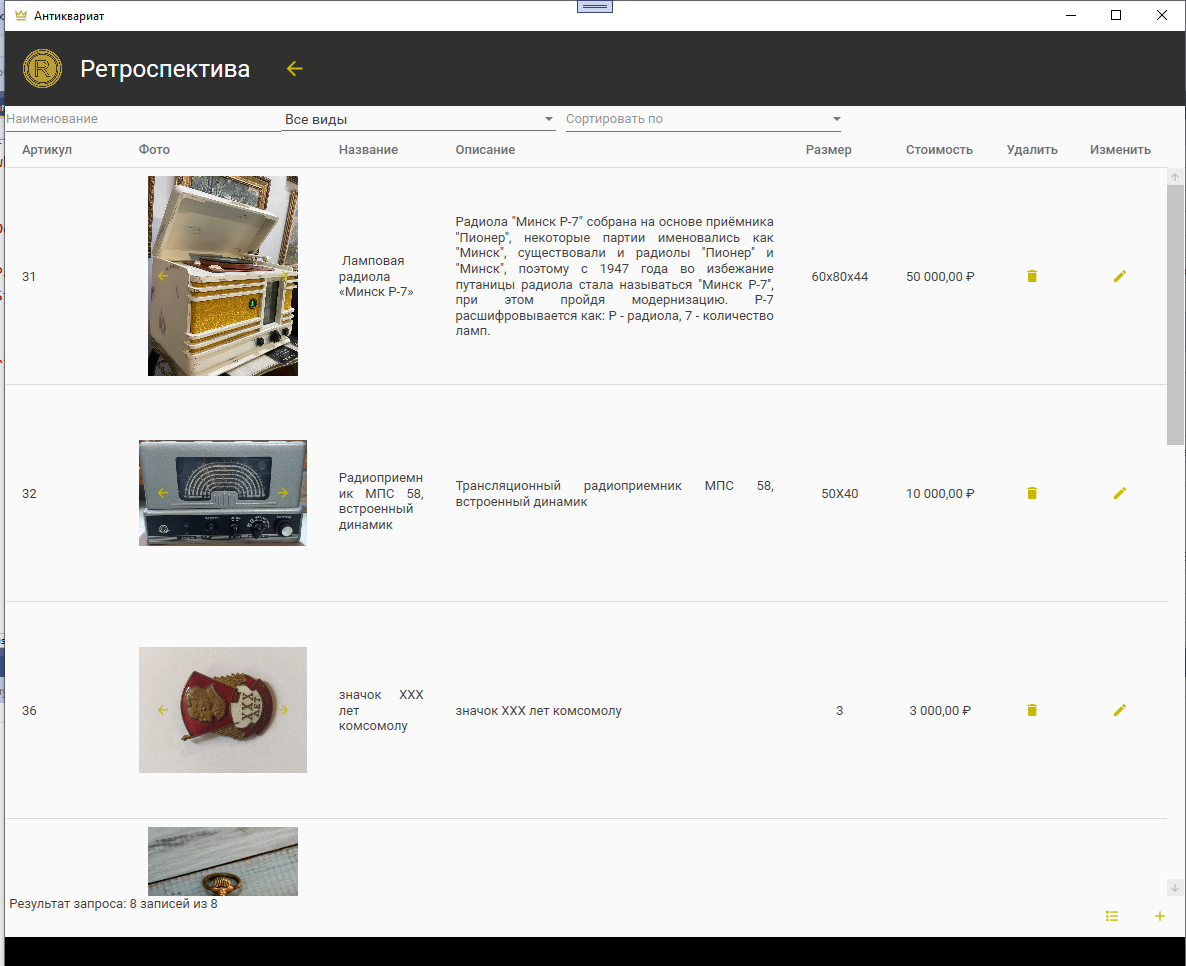 Антиквариат
R
Ретроспектива
Наименование
Все виды
Сортировать по
Артикул
Фото
Название
Описание
Размер
Стоимость
Удалить
Изменить
31
Ламповая
радиола
«Минск Р-7»
Радиола "Минск Р-7" собрана на основе приёмника
"Пионер", некоторые партии именовались как
"Минск", существовали и радиолы "Пионер" и
"Минск", поэтому с 1947 года во избежание
путаницы радиола стала называться "Минск Р-7",
при этом пройдя модернизацию. Р-7
расшифровывается как: Р - радиола, 7 - количество
ламп.
60х80х44
50 000,00 ₽
32
Радиоприемн
ик МПС 58,
встроенный
динамик
Трансляционный радиоприемник МПС 58,
встроенный динамик
50Х40
10 000,00 ₽
36
XXX
ЛЕТ
значок XXX
лет
комсомолу
значок XXX лет комсомолу
3
3 000,00 ₽
Результат запроса: 8 записей из 8